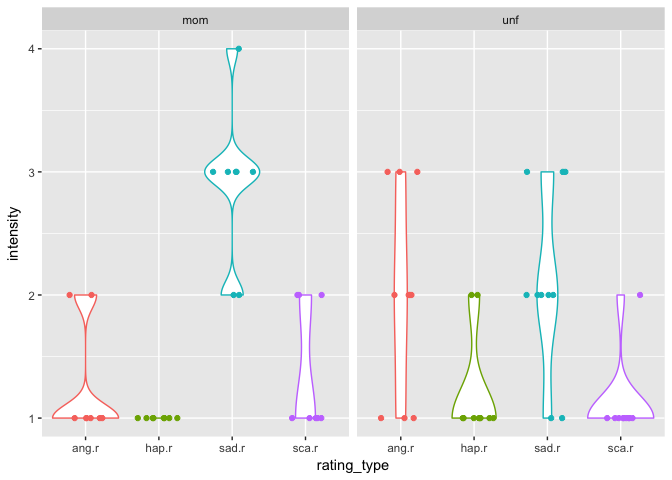 mom
unf
4
3
2
1
intensity
ang.r hap.r sad.r sca.r
ang.r hap.r sad.r sca.r
rating_type